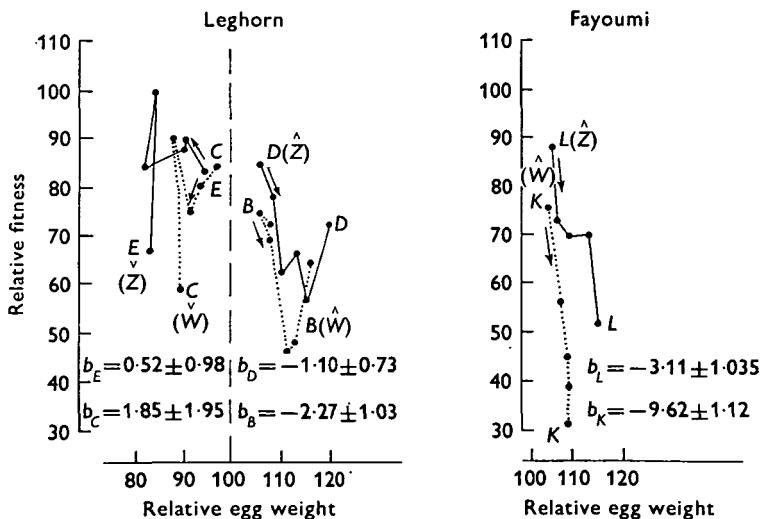 Leghorn
Fayoumi
110
100
90
80
70
60
50
40
30
Relative fitness
C
E
E
(Ž)
C
(W̌)
D(Ẑ)
B
D
B(Ŵ)
b_E=0·52±0·98
b_D=−1·10±0·73
b_C=1·85±1·95
b_B=−2·27±1·03
80 90 100 110 120
Relative egg weight
110
100
90
80
70
60
50
40
30
L(Ẑ)
(Ŵ)
K
L
K
b_L=−3·11±1·035
b_K=−9·62±1·12
100 110 120
Relative egg weight